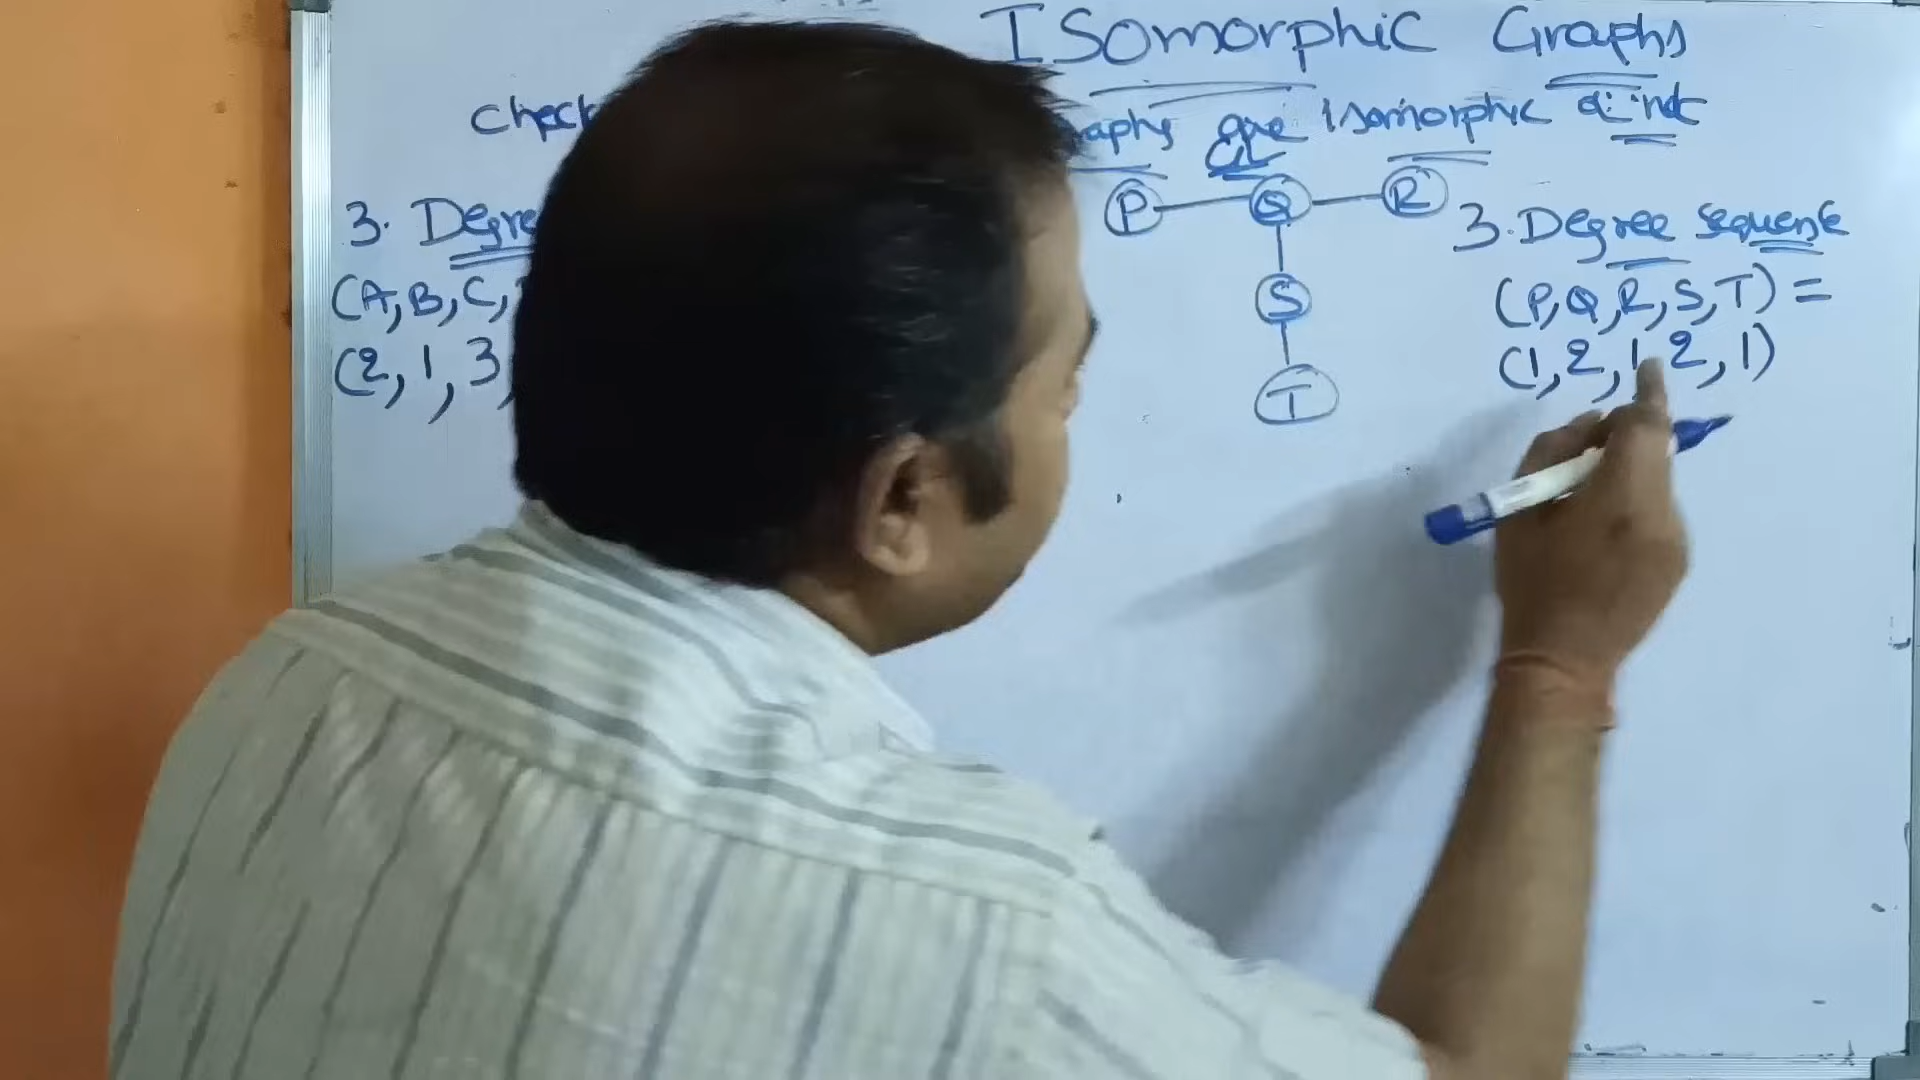 Isomorphic Graphs
Check
graphs are isomorphic or not
G2
P Q R
3. Degree
3. Degree sequence
S
(A, B, C,
(P, Q, R, S, T) =
(2, 1, 3,
(1, 2, 1, 2, 1)
T